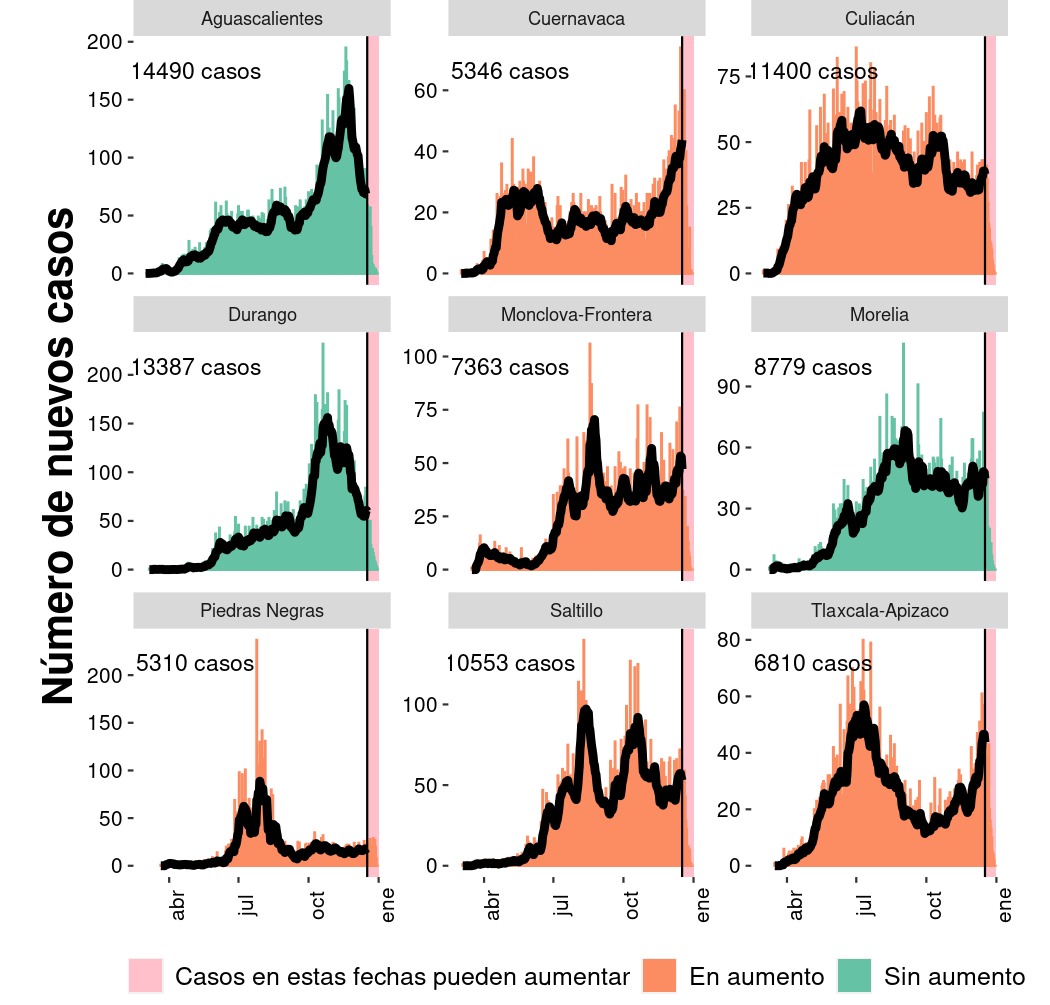 Número de nuevos casos
Aguascalientes
Cuernavaca
Culiacán
200
150
100
50
0
14490 casos
60
40
20
0
5346 casos
75
50
25
0
11400 casos
Durango
Monclova-Frontera
Morelia
200
150
100
50
0
13387 casos
100
75
50
25
0
7363 casos
90
60
30
0
8779 casos
Piedras Negras
Saltillo
Tlaxcala-Apizaco
200
150
100
50
0
5310 casos
100
50
0
10553 casos
80
60
40
20
0
6810 casos
abr
jul
oct
ene
abr
jul
oct
ene
abr
jul
oct
ene
Casos en estas fechas pueden aumentar
En aumento
Sin aumento